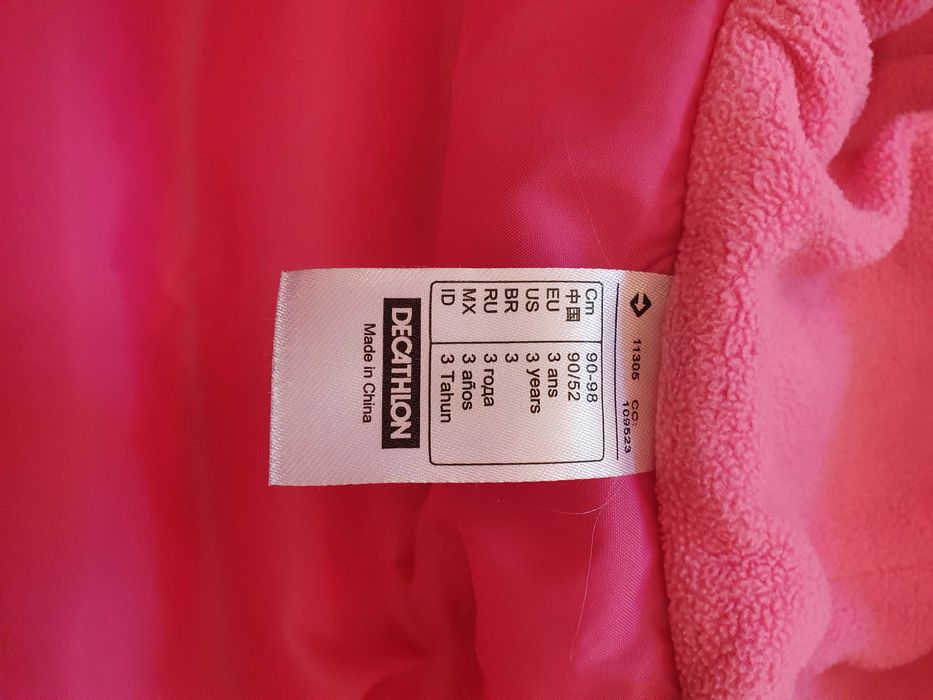 11305 CC: 109523
Cm 90-98
中国 90/52
EU 3 ans
US 3 years
BR 3
RU 3 года
MX 3 años
ID 3 Tahun
DECATHLON
Made in China